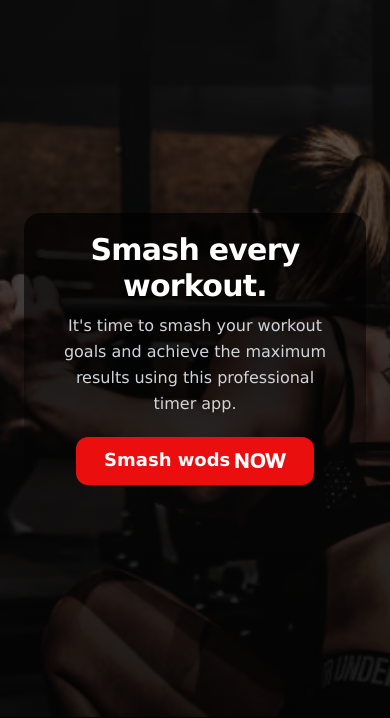 Smash every
workout.
It's time to smash your workout
goals and achieve the maximum
results using this professional
timer app.
Smash wods NOW
UNDER